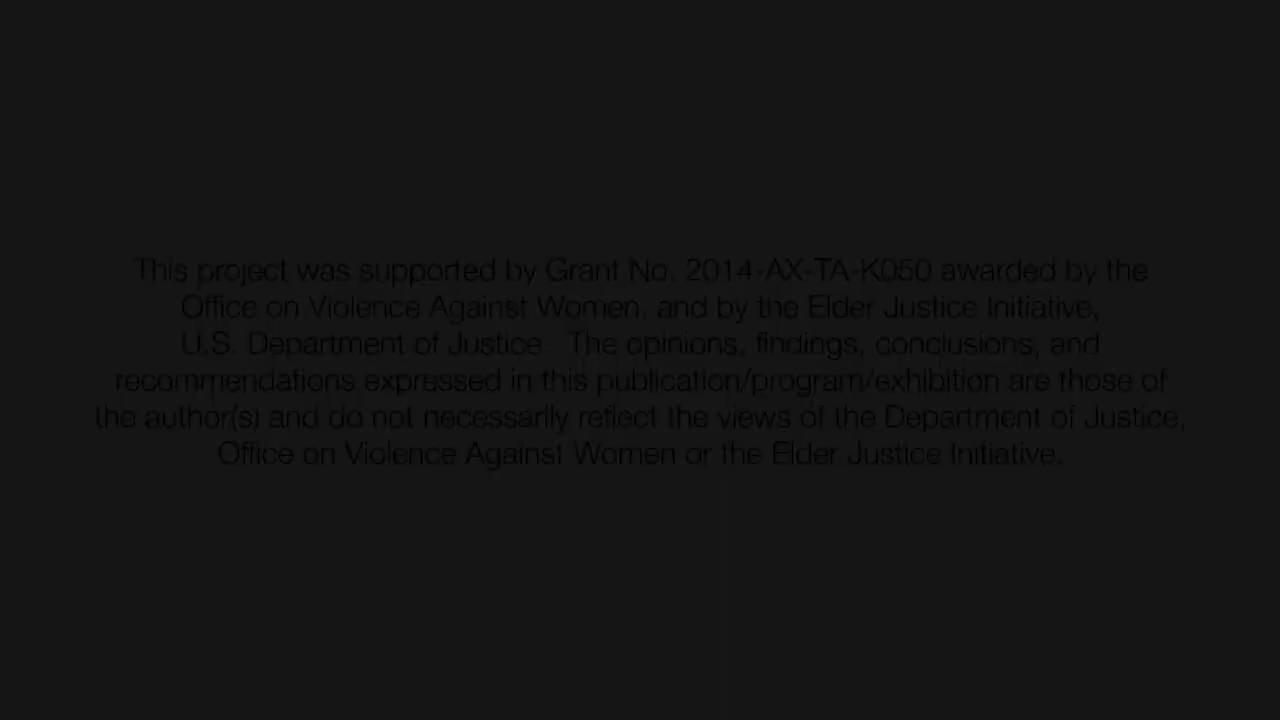 This project was supported by Grant No. 2014-AX-TA-K050 awarded by the
Office on Violence Against Women, and by the Elder Justice Initiative,
U.S. Department of Justice. The opinions, findings, conclusions, and
recommendations expressed in this publication/program/exhibition are those of
the author(s) and do not necessarily reflect the views of the Department of Justice,
Office on Violence Against Women or the Elder Justice Initiative.